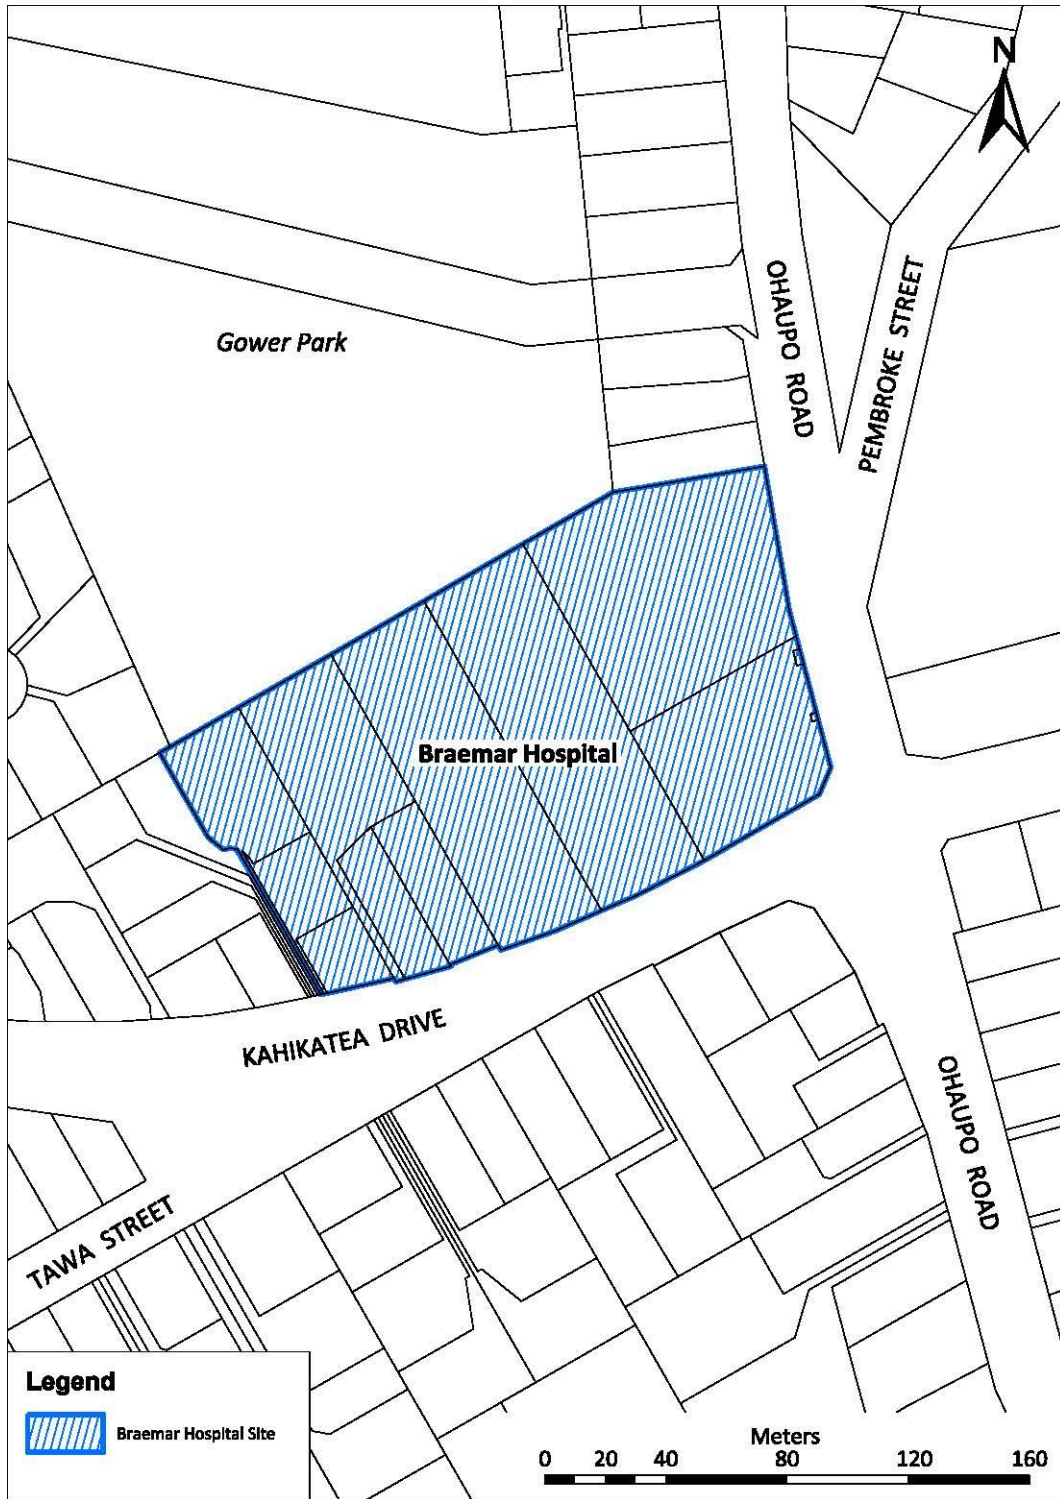 N
OHAUPO ROAD
PEMBROKE STREET
Gower Park
Braemar Hospital
KAHIKATEA DRIVE
OHAUPO ROAD
TAWA STREET
Legend
Braemar Hospital Site
Meters
0 20 40 80 120 160